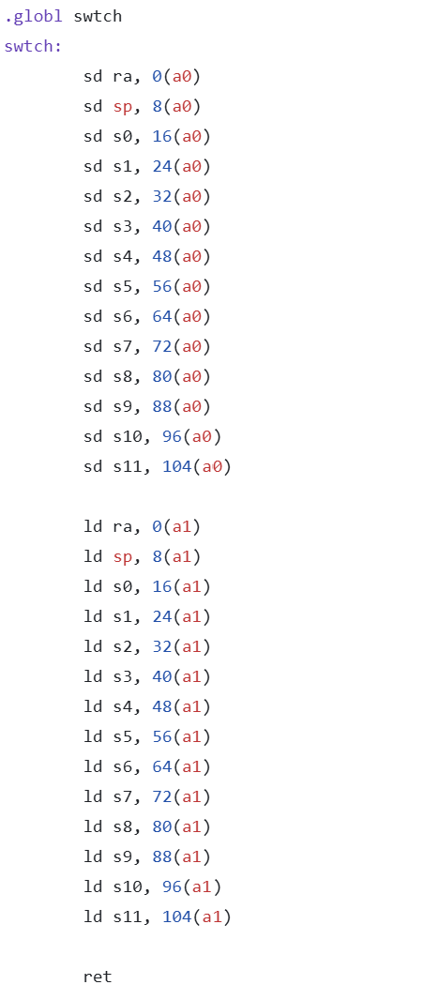 .globl swtch
swtch:
        sd ra, 0(a0)
        sd sp, 8(a0)
        sd s0, 16(a0)
        sd s1, 24(a0)
        sd s2, 32(a0)
        sd s3, 40(a0)
        sd s4, 48(a0)
        sd s5, 56(a0)
        sd s6, 64(a0)
        sd s7, 72(a0)
        sd s8, 80(a0)
        sd s9, 88(a0)
        sd s10, 96(a0)
        sd s11, 104(a0)

        ld ra, 0(a1)
        ld sp, 8(a1)
        ld s0, 16(a1)
        ld s1, 24(a1)
        ld s2, 32(a1)
        ld s3, 40(a1)
        ld s4, 48(a1)
        ld s5, 56(a1)
        ld s6, 64(a1)
        ld s7, 72(a1)
        ld s8, 80(a1)
        ld s9, 88(a1)
        ld s10, 96(a1)
        ld s11, 104(a1)

        ret